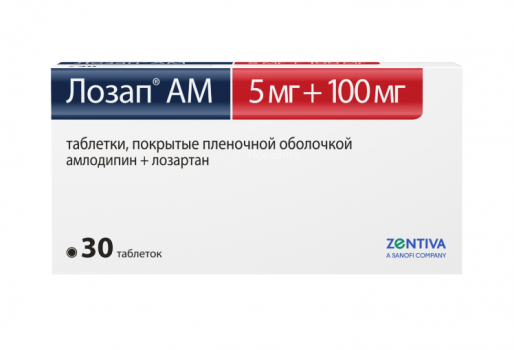 Лозап® АМ 5 мг + 100 мг
таблетки, покрытые пленочной оболочкой
амлодипин + лозартан
30 таблеток
ZENTIVA
A SANOFI COMPANY